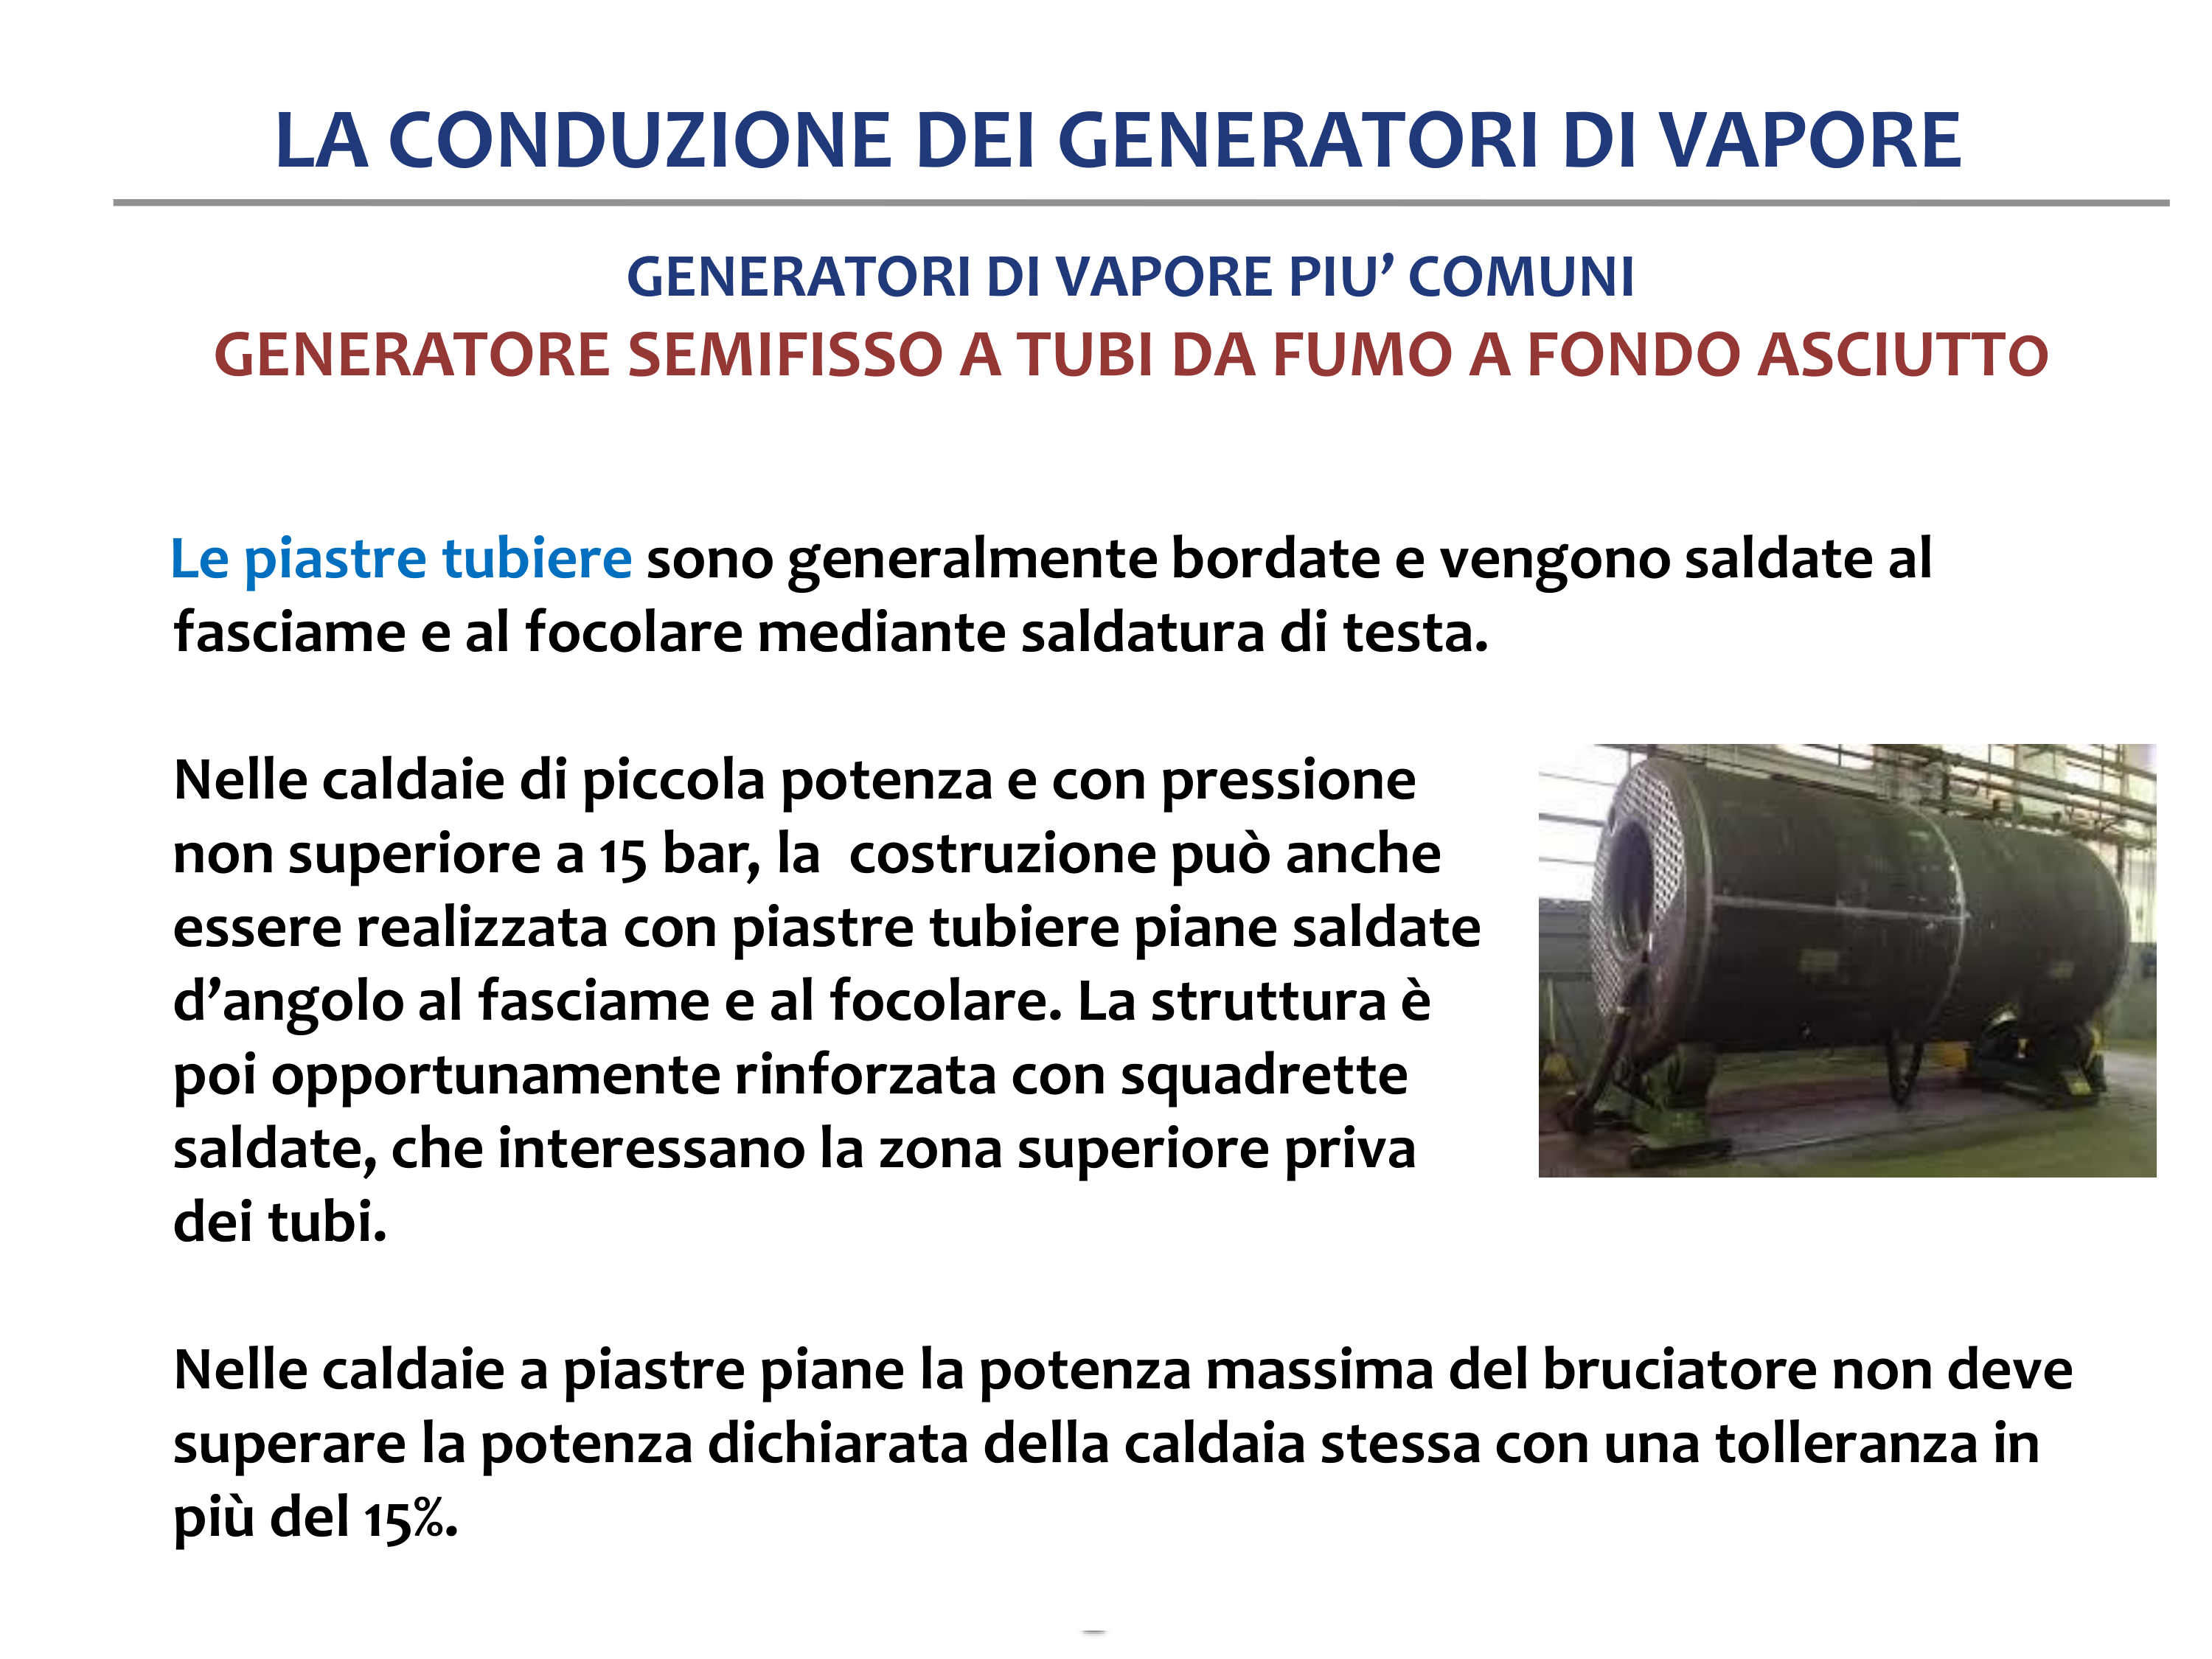 LA CONDUZIONE DEI GENERATORI DI VAPORE
GENERATORI DI VAPORE PIU’ COMUNI
GENERATORE SEMIFISSO A TUBI DA FUMO A FONDO ASCIUTTO
Le piastre tubiere sono generalmente bordate e vengono saldate al
fasciame e al focolare mediante saldatura di testa.
Nelle caldaie di piccola potenza e con pressione
non superiore a 15 bar, la  costruzione può anche
essere realizzata con piastre tubiere piane saldate
d’angolo al fasciame e al focolare. La struttura è
poi opportunamente rinforzata con squadrette
saldate, che interessano la zona superiore priva
dei tubi.
Nelle caldaie a piastre piane la potenza massima del bruciatore non deve
superare la potenza dichiarata della caldaia stessa con una tolleranza in
più del 15%.